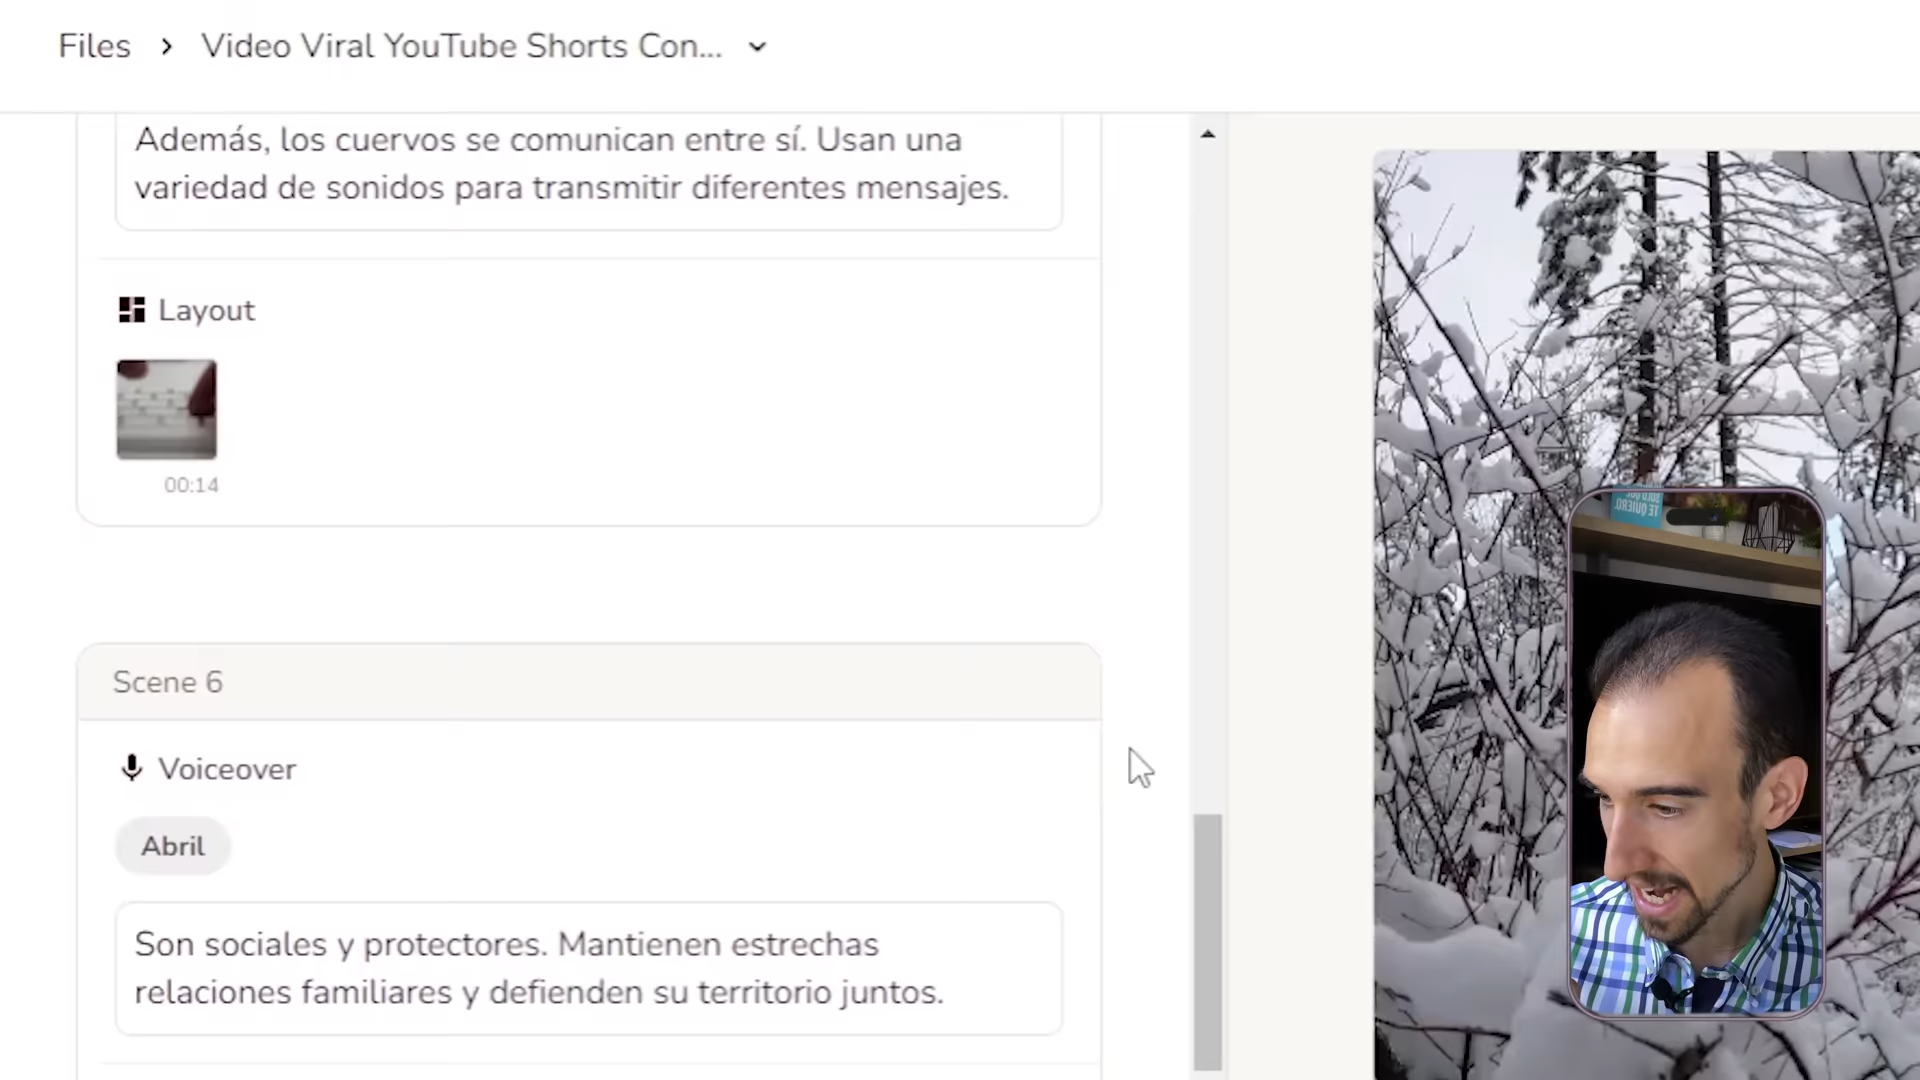 Files > Video Viral YouTube Shorts Con...
Además, los cuervos se comunican entre sí. Usan una
variedad de sonidos para transmitir diferentes mensajes.
Layout
00:14
Scene 6
Voiceover
Abril
Son sociales y protectores. Mantienen estrechas
relaciones familiares y defienden su territorio juntos.
TE QUIERO.